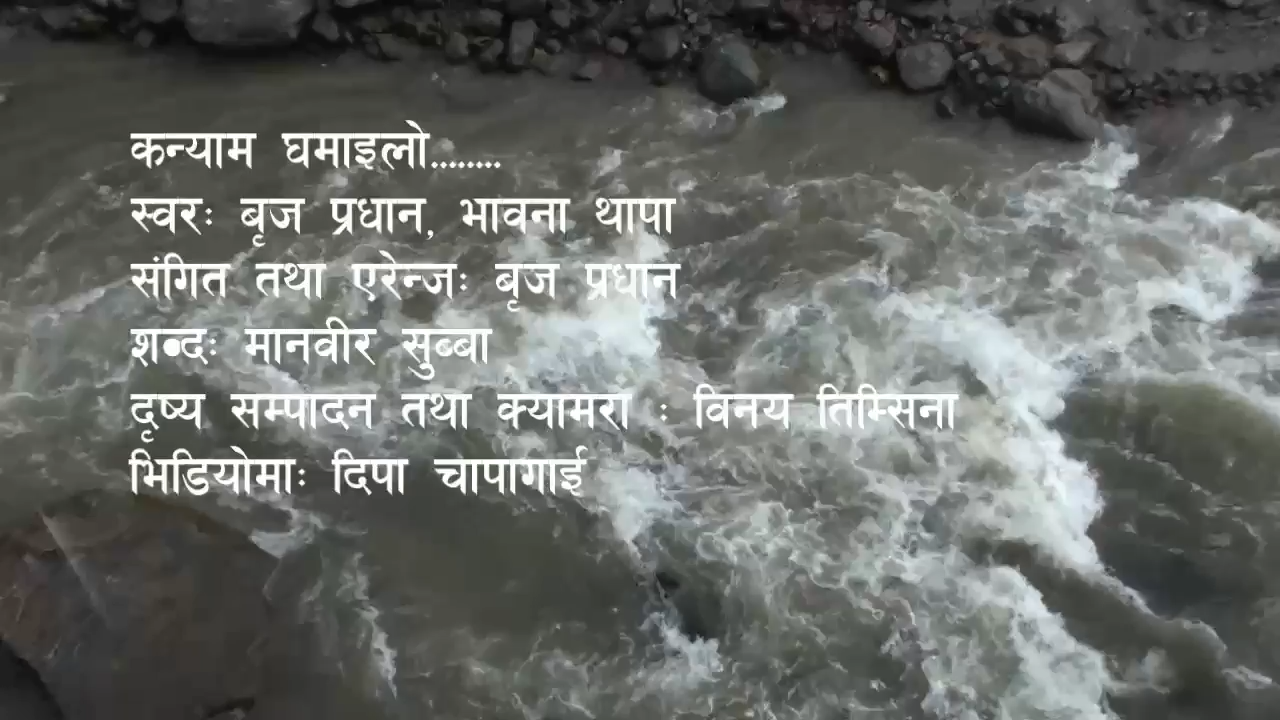 कन्याम घमाइलो........
स्वरः बृज प्रधान, भावना थापा
संगित तथा एरेन्जः बृज प्रधान
शब्दः मानवीर सुब्बा
दृष्य सम्पादन तथा क्यामरा : विनय तिम्सिना
भिडियोमाः दिपा चापागाई